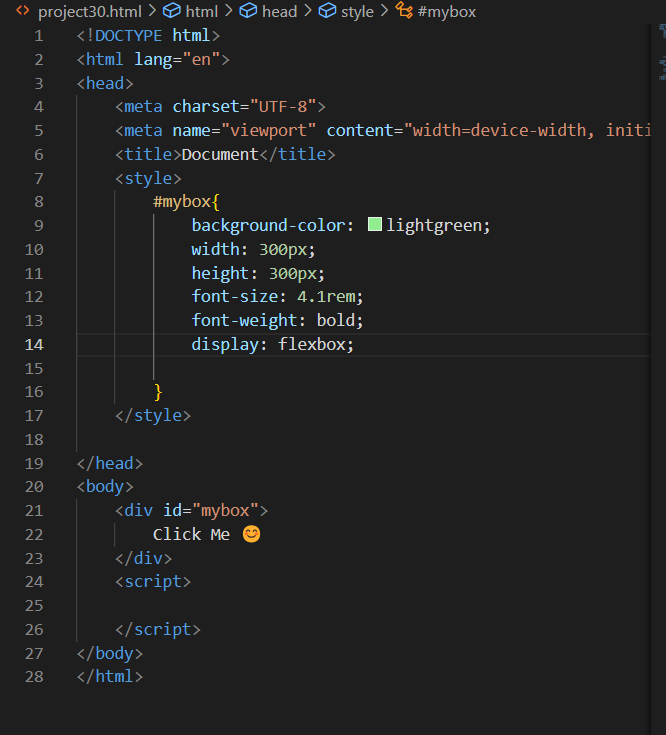 project30.html > html > head > style > #mybox
1 <!DOCTYPE html>
2 <html lang="en">
3 <head>
4 <meta charset="UTF-8">
5 <meta name="viewport" content="width=device-width, initi
6 <title>Document</title>
7 <style>
8 #mybox{
9 background-color: lightgreen;
10 width: 300px;
11 height: 300px;
12 font-size: 4.1rem;
13 font-weight: bold;
14 display: flexbox;
15
16 }
17 </style>
18
19 </head>
20 <body>
21 <div id="mybox">
22 Click Me 😊
23 </div>
24 <script>
25
26 </script>
27 </body>
28 </html>